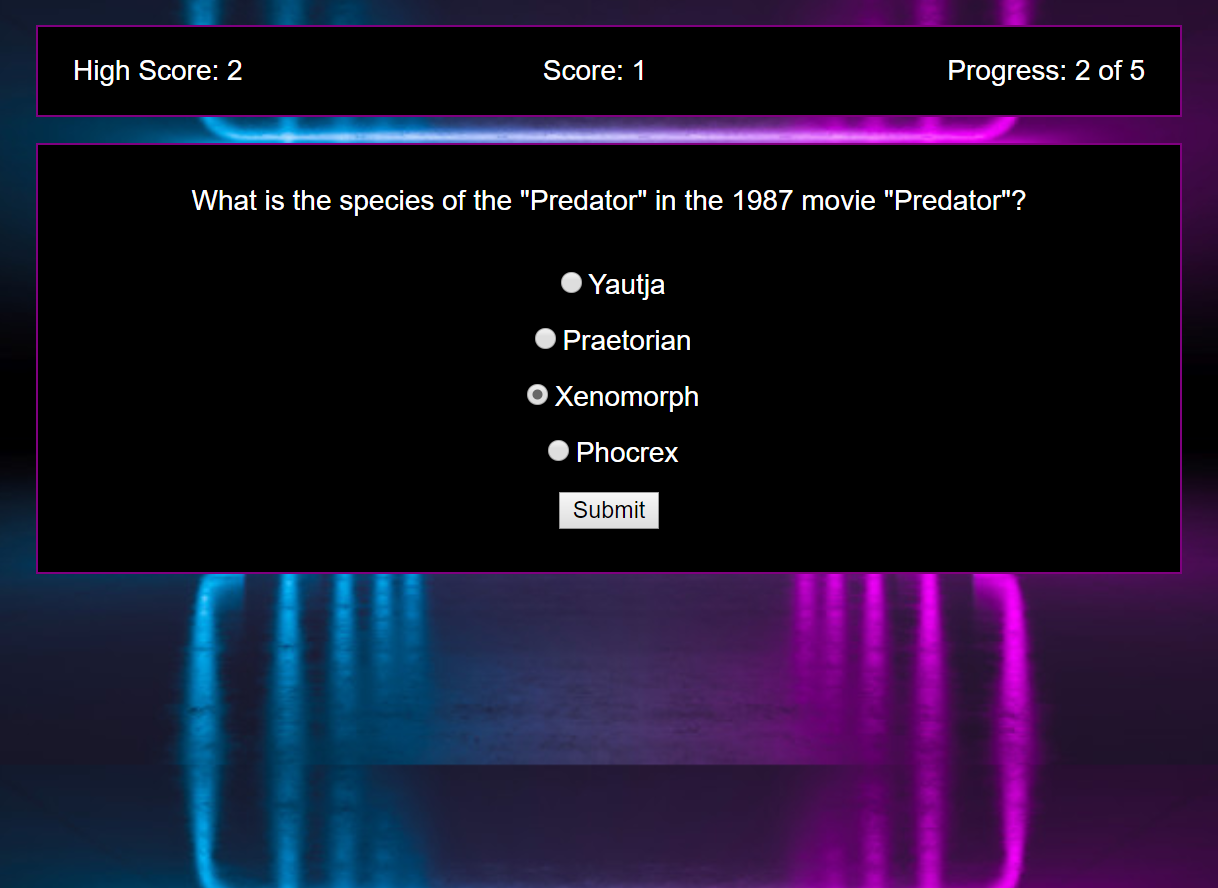 High Score: 2 Score: 1 Progress: 2 of 5
What is the species of the "Predator" in the 1987 movie "Predator"?
Yautja
Praetorian
Xenomorph
Phocrex
Submit